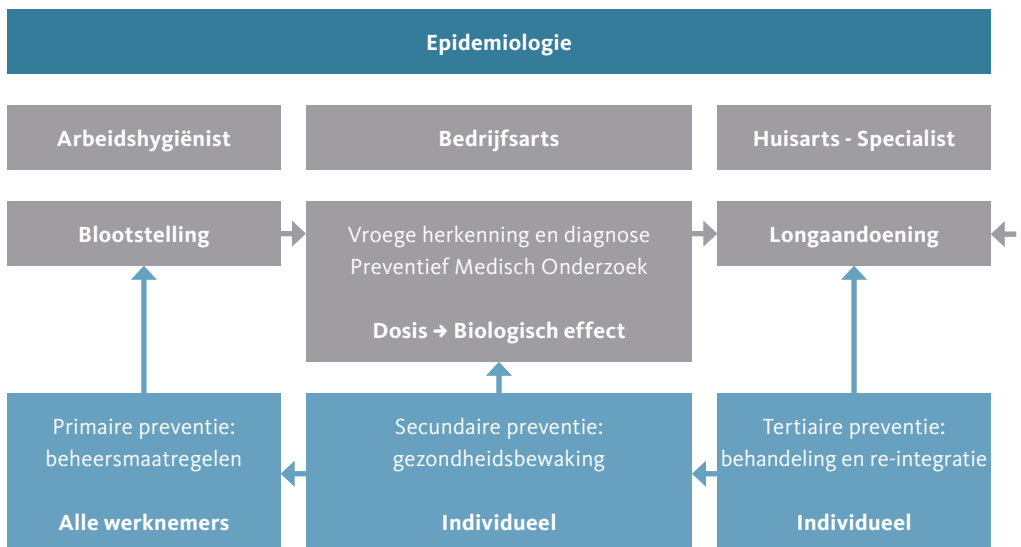 Epidemiologie
Arbeidshygiënist
Bedrijfsarts
Huisarts - Specialist
Blootstelling
Vroege herkenning en diagnose
Preventief Medisch Onderzoek
Dosis → Biologisch effect
Longaandoening
Primaire preventie:
beheersmaatregelen
Alle werknemers
Secundaire preventie:
gezondheidsbewaking
Individueel
Tertiaire preventie:
behandeling en re-integratie
Individueel